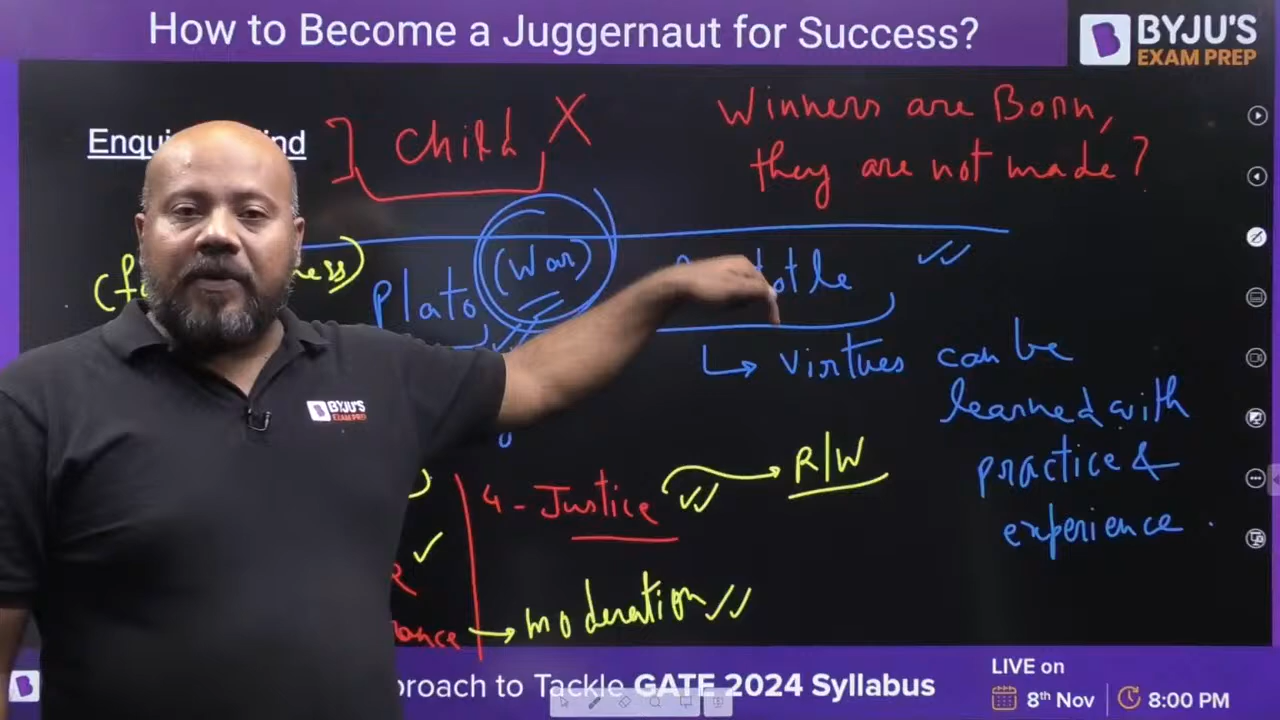 How to Become a Juggernaut for Success?
BYJU'S
EXAM PREP
Winners are Born,
they are not made?
Child X
Plato (War)
virtues can be
learned with
practice &
experience.
4 - Justice R/W
moderation
BYJU'S
EXAM PREP
to Tackle GATE 2024 Syllabus
LIVE on
8th Nov 8:00 PM